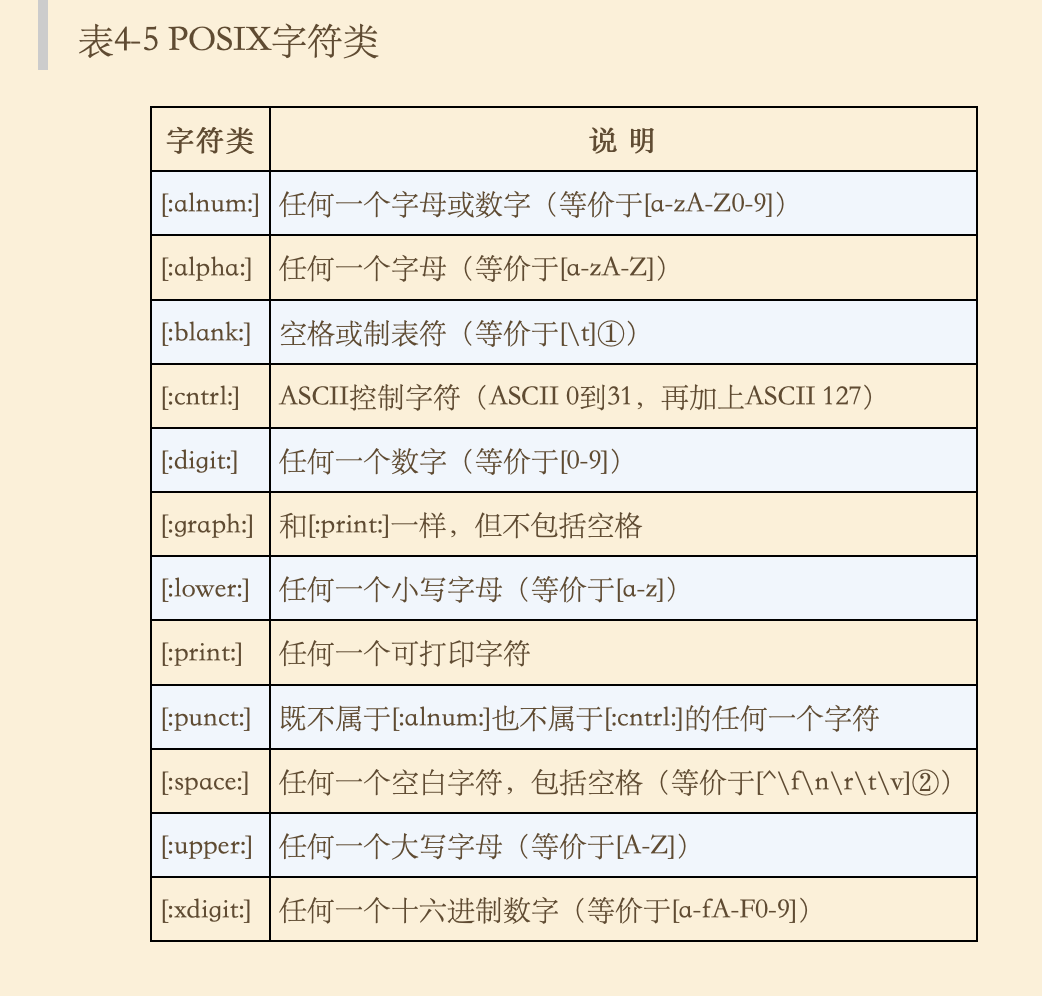 表4-5 POSIX字符类
字符类 说 明
[:alnum:] 任何一个字母或数字（等价于[a-zA-Z0-9]）
[:alpha:] 任何一个字母（等价于[a-zA-Z]）
[:blank:] 空格或制表符（等价于[\t]①）
[:cntrl:] ASCII控制字符（ASCII 0到31，再加上ASCII 127）
[:digit:] 任何一个数字（等价于[0-9]）
[:graph:] 和[:print:]一样，但不包括空格
[:lower:] 任何一个小写字母（等价于[a-z]）
[:print:] 任何一个可打印字符
[:punct:] 既不属于[:alnum:]也不属于[:cntrl:]的任何一个字符
[:space:] 任何一个空白字符，包括空格（等价于[^\f\n\r\t\v]②）
[:upper:] 任何一个大写字母（等价于[A-Z]）
[:xdigit:] 任何一个十六进制数字（等价于[a-fA-F0-9]）